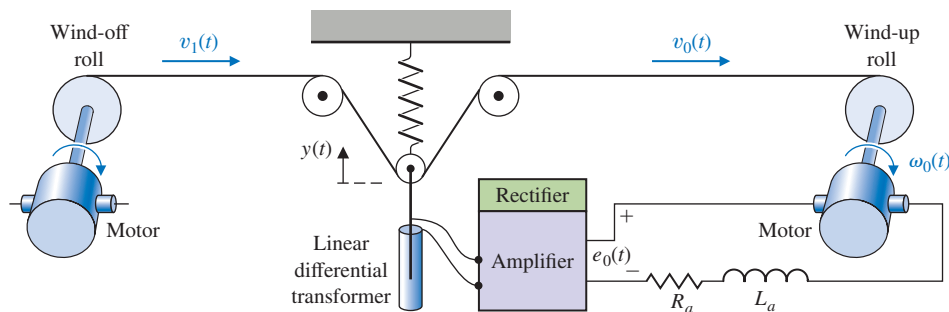 Wind-off
roll
v₁(t)
v₀(t)
Wind-up
roll
y(t)
ω₀(t)
Motor
Linear
differential
transformer
Rectifier
Amplifier
+
e₀(t)
−
Rₐ
Lₐ
Motor